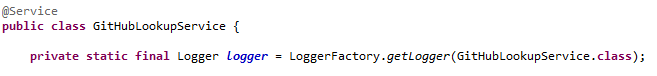 @Service
public class GitHubLookupService {
private static final Logger logger = LoggerFactory.getLogger(GitHubLookupService.class);